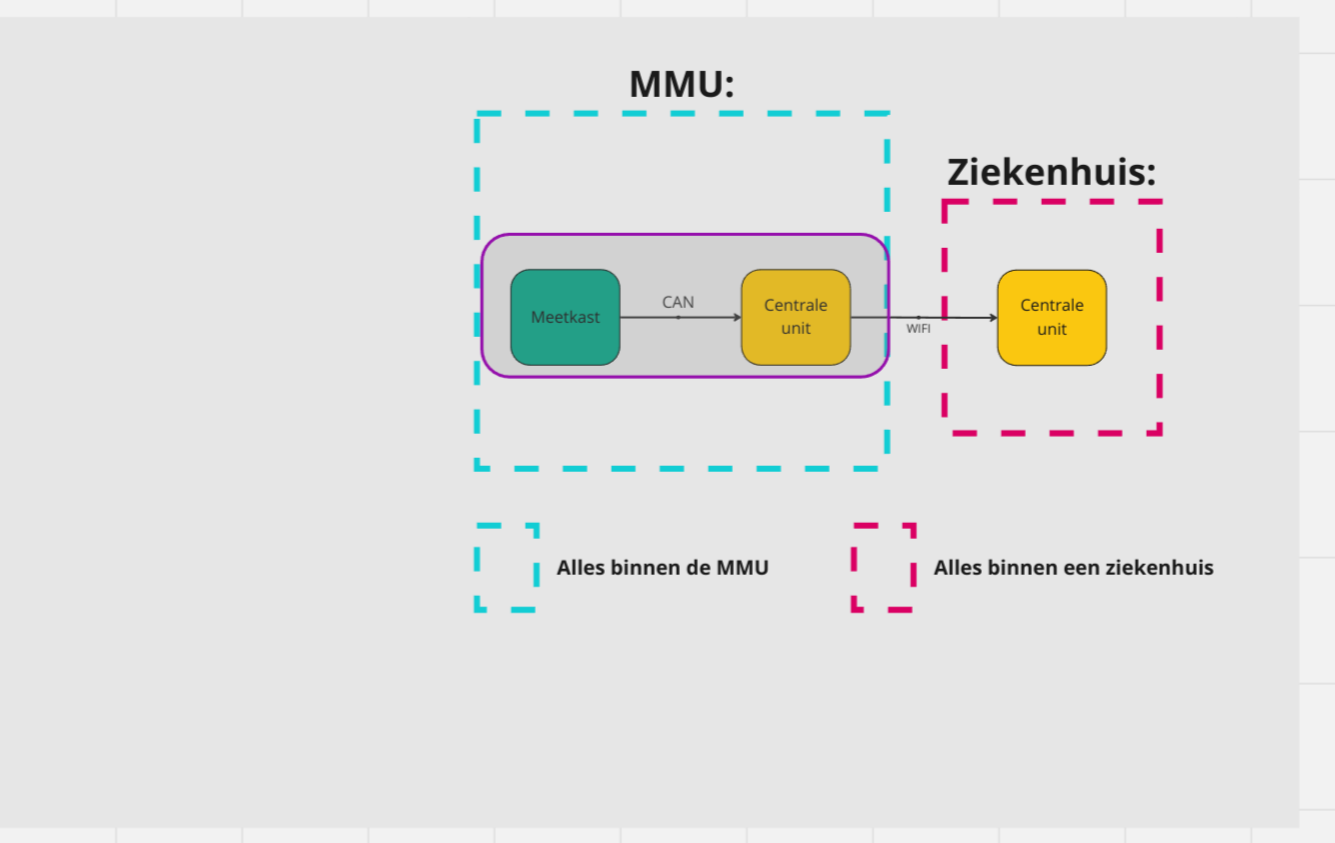 MMU:
Ziekenhuis:
Meetkast
CAN
Centrale
unit
WIFI
Centrale
unit
Alles binnen de MMU
Alles binnen een ziekenhuis